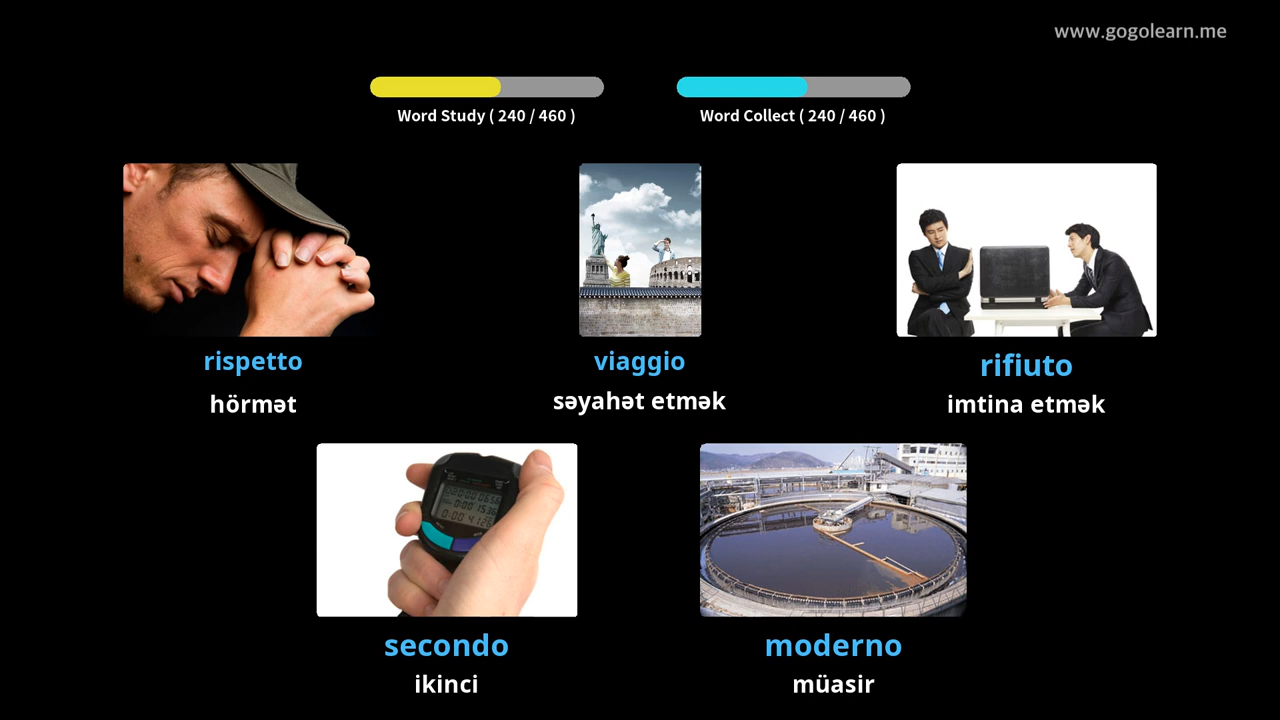 www.gogolearn.me
Word Study ( 240 / 460 )
Word Collect ( 240 / 460 )
rispetto
hörmət
viaggio
səyahət etmək
rifiuto
imtina etmək
secondo
ikinci
moderno
müasir